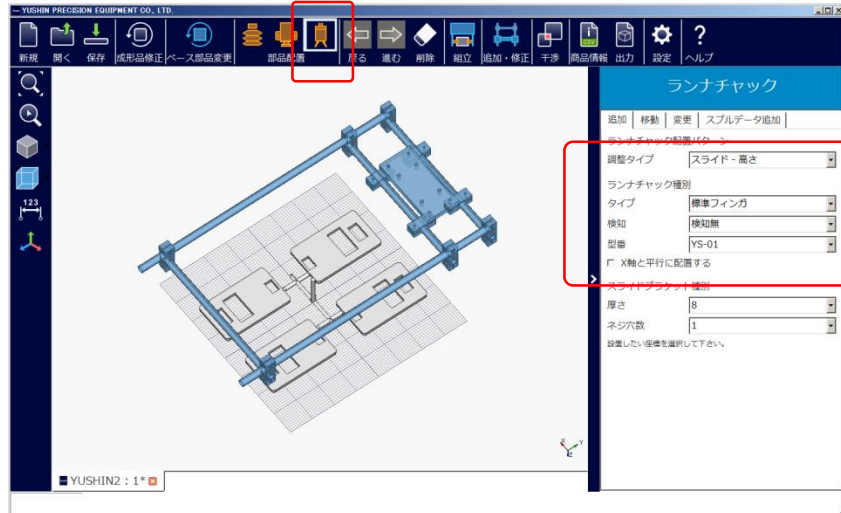 YUSHIN PRECISION EQUIPMENT CO., LTD.
新規 開く 保存 成形品修正 ベース部品変更 部品配置 戻る 進む 削除 組立 追加・修正 干渉 商品情報 出力 設定 ヘルプ
CSV
?
123
ランナチャック
追加 移動 変更 スプルデータ追加
ランナチャック配置パターン
調整タイプ スライド - 高さ
ランナチャック種別
タイプ 標準フィンガ
検知 検知無
型番 YS-01
X軸と平行に配置する
スライドブラケット種別
厚さ 8
ネジ穴数 1
設置したい座標を選択して下さい。
X Y Z
YUSHIN2 : 1*